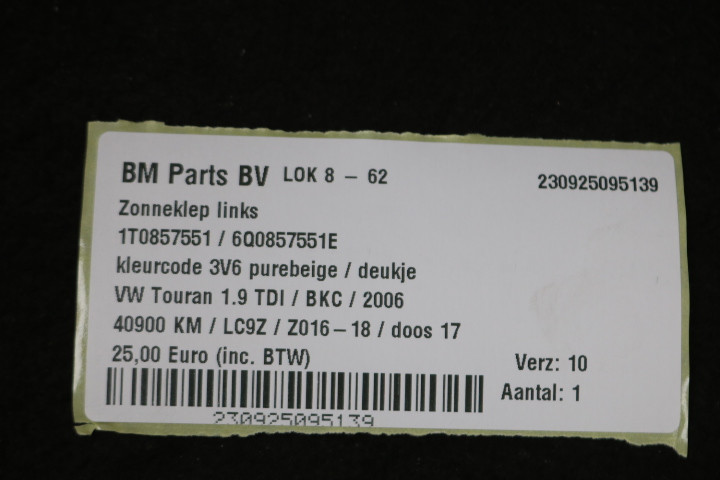 BM Parts BV LOK 8 - 62 230925095139
Zonneklep links
1T0857551 / 6Q0857551E
kleurcode 3V6 purebeige / deukje
VW Touran 1.9 TDI / BKC / 2006
40900 KM / LC9Z / Z016-18 / doos 17
25,00 Euro (inc. BTW) Verz: 10
Aantal: 1
230925095139